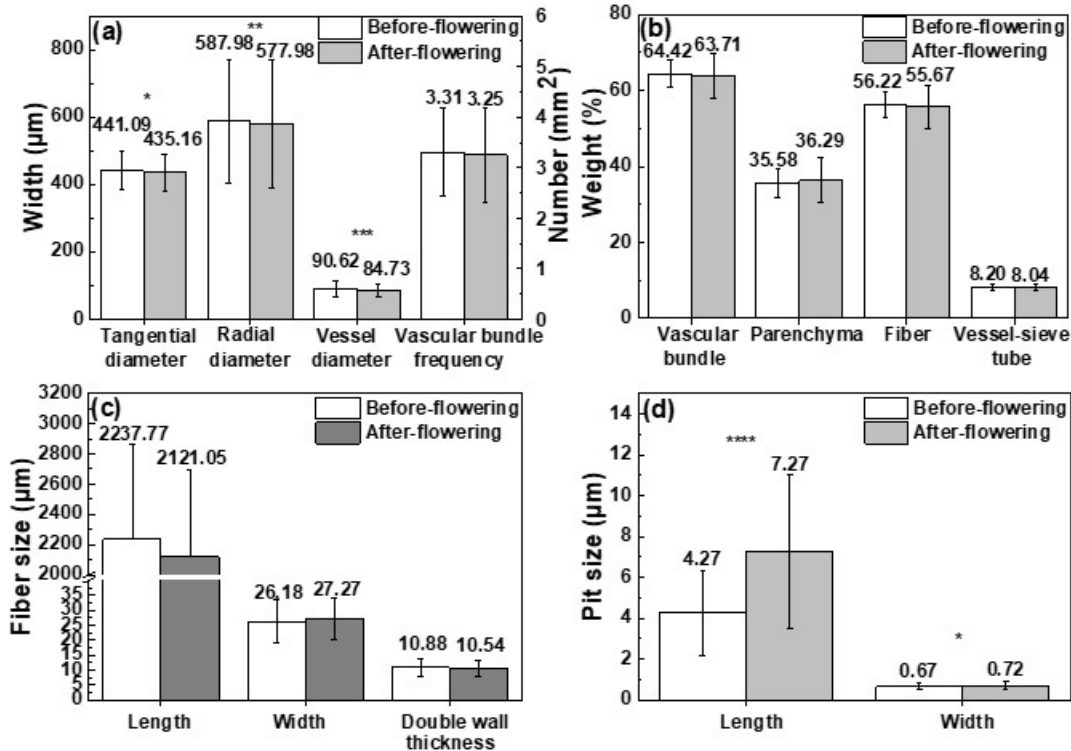 (a)
Before-flowering
After-flowering
Width (µm)
800
600
400
200
0
Number (mm2)
6
5
4
3
2
1
0
441.09
435.16
*
587.98
577.98
**
90.62
84.73
***
3.31
3.25
Tangential
diameter
Radial
diameter
Vessel
diameter
Vascular bundle
frequency
(b)
Before-flowering
After-flowering
Weight (%)
80
60
40
20
0
64.42
63.71
35.58
36.29
56.22
55.67
8.20
8.04
Vascular
bundle
Parenchyma
Fiber
Vessel-sieve
tube
(c)
Before-flowering
After-flowering
Fiber size (µm)
3200
3000
2800
2600
2400
2200
2000
35
30
25
20
15
10
5
0
2237.77
2121.05
26.18
27.27
10.88
10.54
Length
Width
Double wall
thickness
(d)
Before-flowering
After-flowering
Pit size (µm)
14
12
10
8
6
4
2
0
4.27
7.27
****
0.67
0.72
*
Length
Width